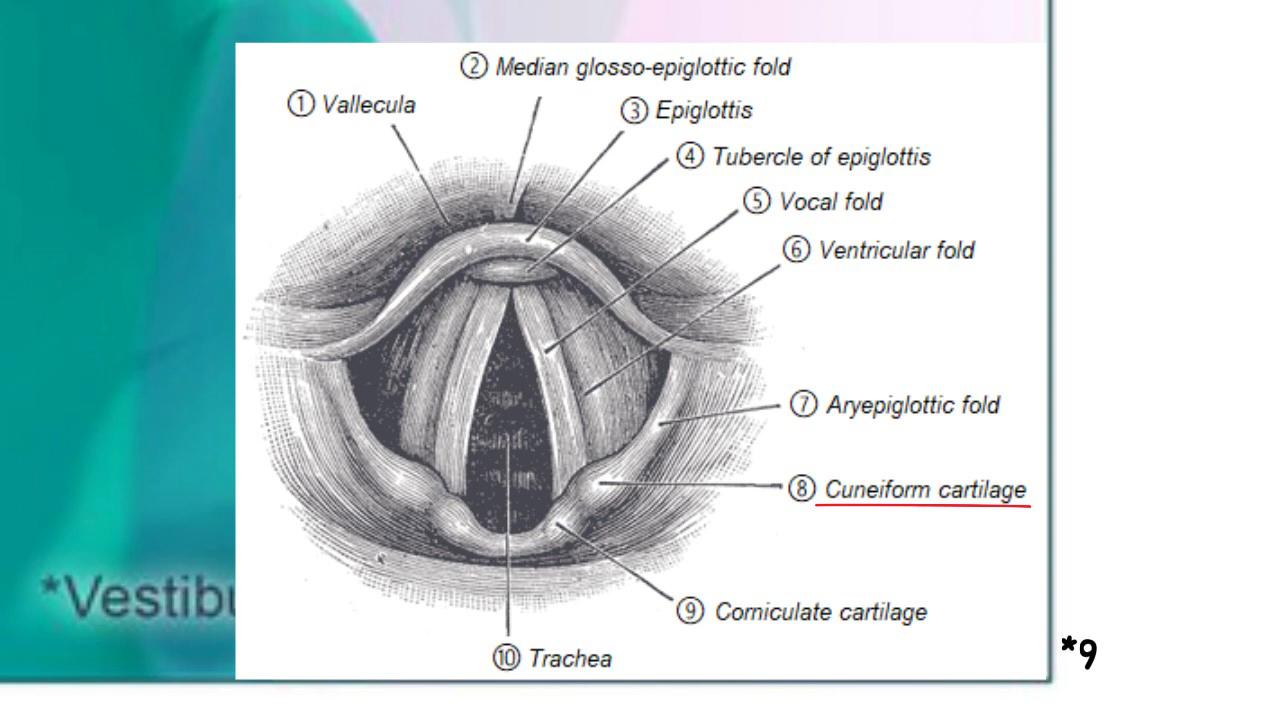 ② Median glosso-epiglottic fold
① Vallecula
③ Epiglottis
④ Tubercle of epiglottis
⑤ Vocal fold
⑥ Ventricular fold
⑦ Aryepiglottic fold
⑧ Cuneiform cartilage
*Vestibu
⑨ Corniculate cartilage
⑩ Trachea
*9